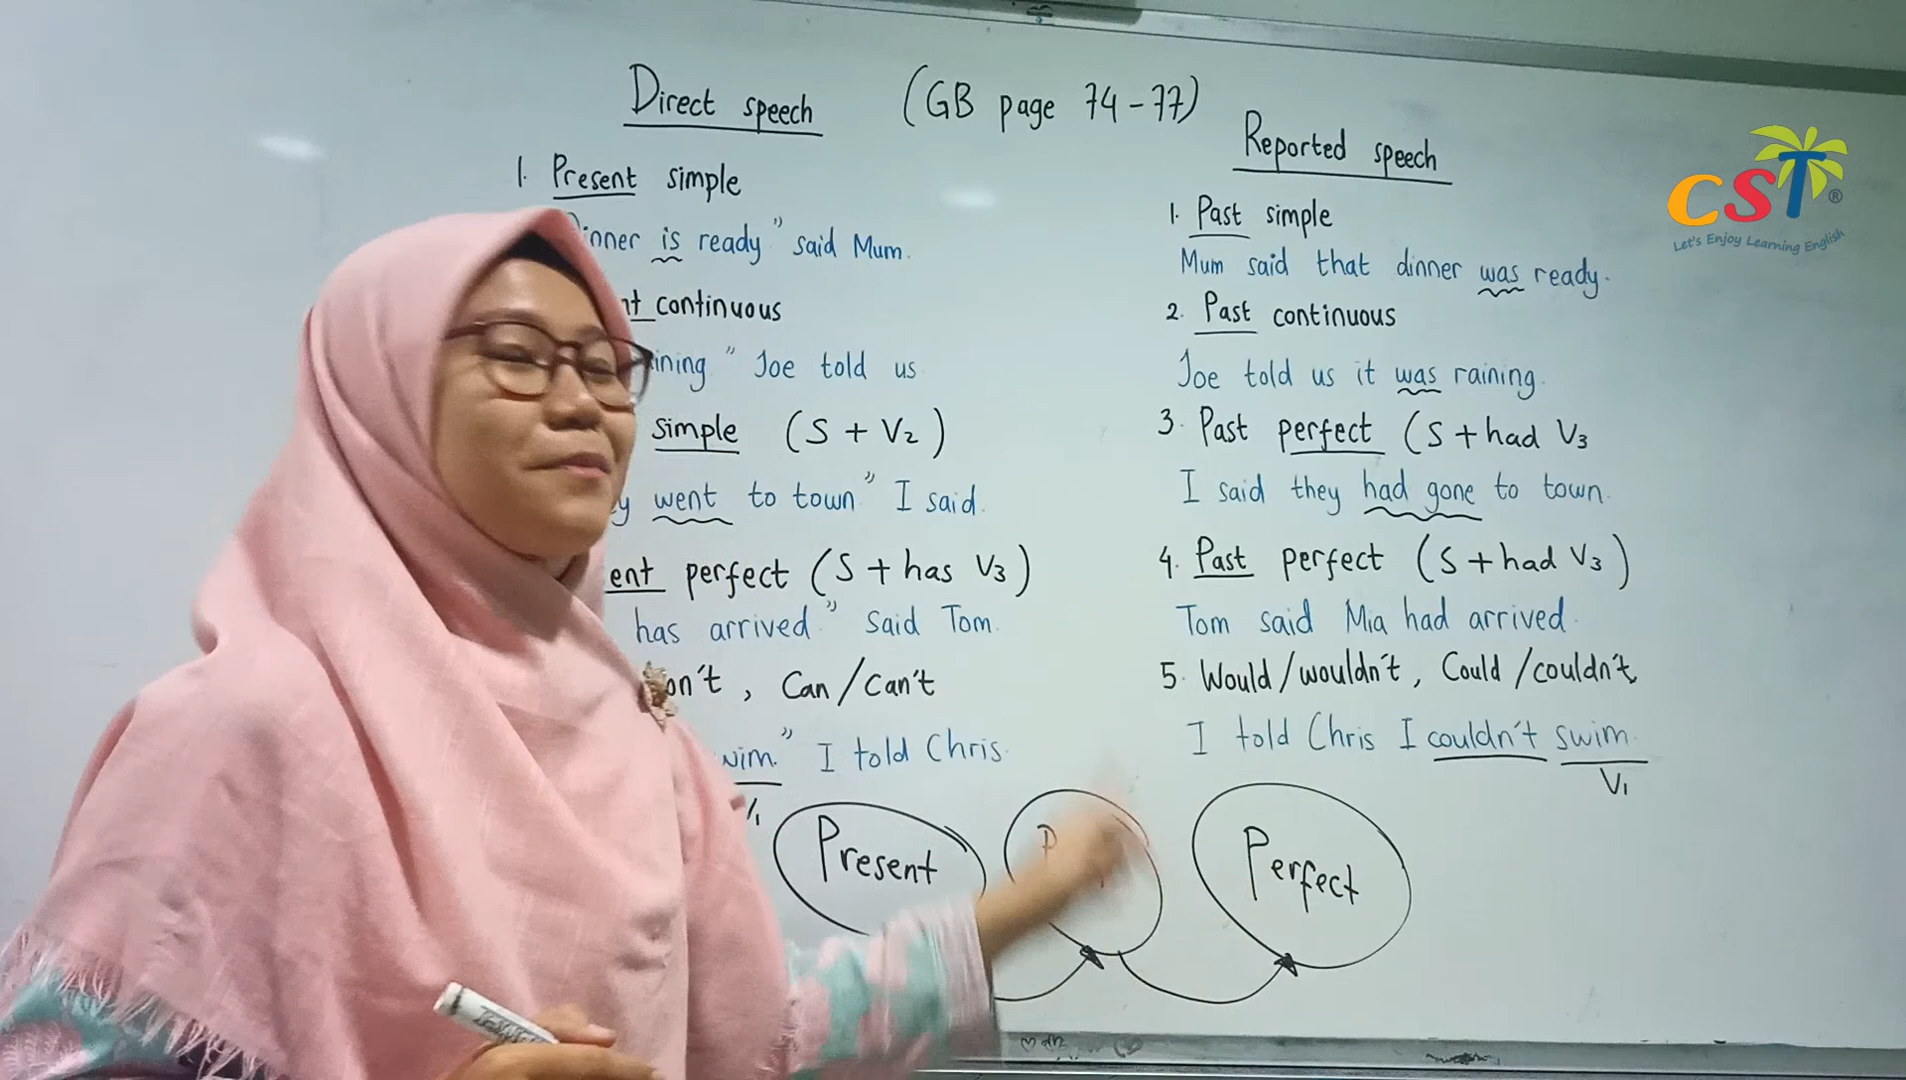 Direct speech (GB page 74-77)
1. Present simple
inner is ready" said Mum.
continuous
ining" Joe told us
simple (S + V2)
went to town" I said.
ent perfect (S + has V3)
has arrived" said Tom.
on't, Can/Can't
wim." I told Chris.
Present
Reported speech
1. Past simple
Mum said that dinner was ready.
2. Past continuous
Joe told us it was raining.
3. Past perfect (S + had V3
I said they had gone to town.
4. Past perfect (S + had V3)
Tom said Mia had arrived.
5. Would/wouldn't, Could/couldn't
I told Chris I couldn't swim.
V1
Perfect
CST®
Let's Enjoy Learning English